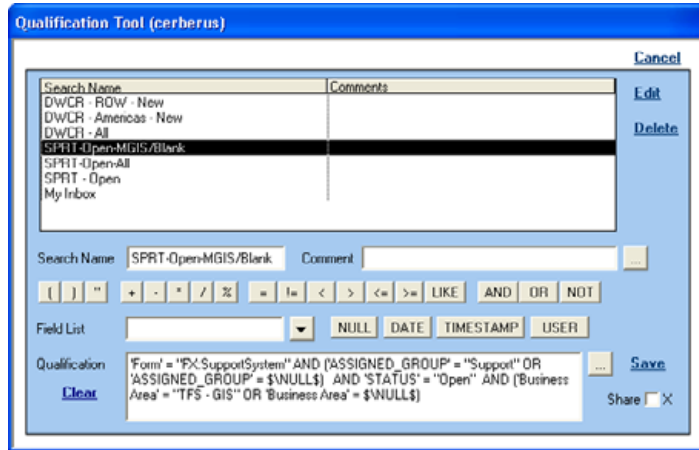 Qualification Tool (cerberus)
Cancel
Search Name Comments
DWCR - ROW - New
DWCR - Americas - New
DWCR - All
SPRT-Open-MGIS/Blank
SPRT-Open-All
SPRT - Open
My Inbox
Edit
Delete
Search Name SPRT-Open-MGIS/Blank Comment ...
( ) " + - * / % = != < > <= >= LIKE AND OR NOT
Field List NULL DATE TIMESTAMP USER
Qualification 'Form' = "FX.SupportSystem" AND ('ASSIGNED_GROUP' = "Support" OR ... Save
'ASSIGNED_GROUP' = $\NULL$) AND 'STATUS' = "Open" AND ('Business
Clear Area' = "TFS - GIS" OR 'Business Area' = $\NULL$) Share X